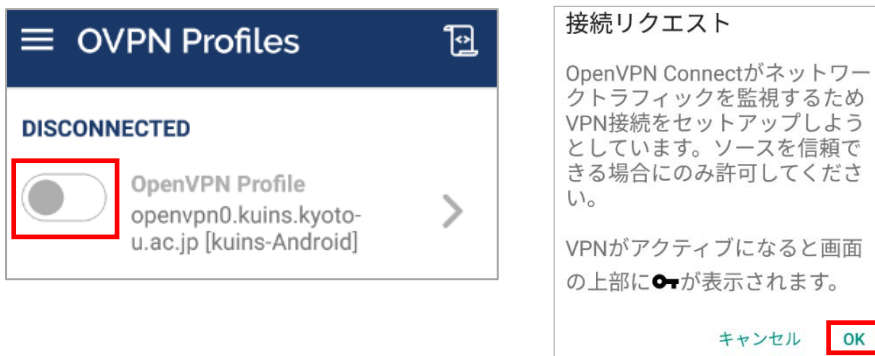 OVPN Profiles
DISCONNECTED
OpenVPN Profile
openvpn0.kuins.kyoto-
u.ac.jp [kuins-Android]
接続リクエスト
OpenVPN Connectがネットワー
クトラフィックを監視するため
VPN接続をセットアップしよう
としています。ソースを信頼で
きる場合にのみ許可してくださ
い。
VPNがアクティブになると画面
の上部にが表示されます。
キャンセル OK